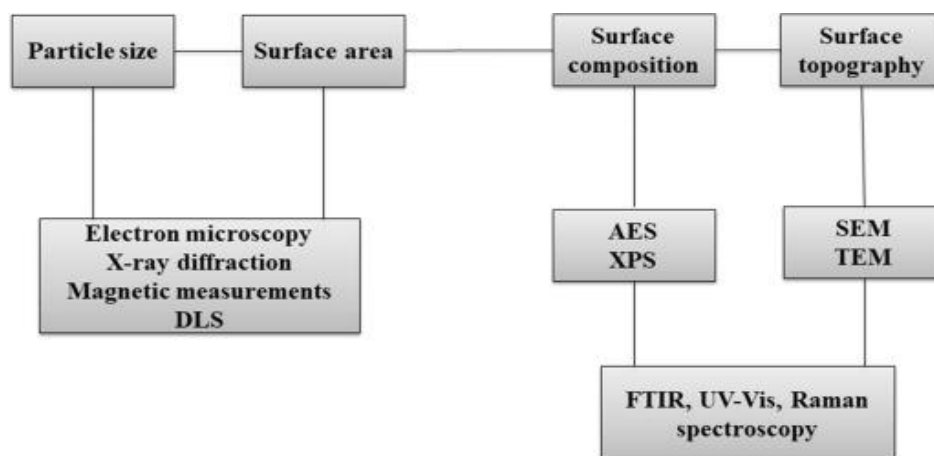 Particle size
Surface area
Surface
composition
Surface
topography
Electron microscopy
X-ray diffraction
Magnetic measurements
DLS
AES
XPS
SEM
TEM
FTIR, UV-Vis, Raman
spectroscopy